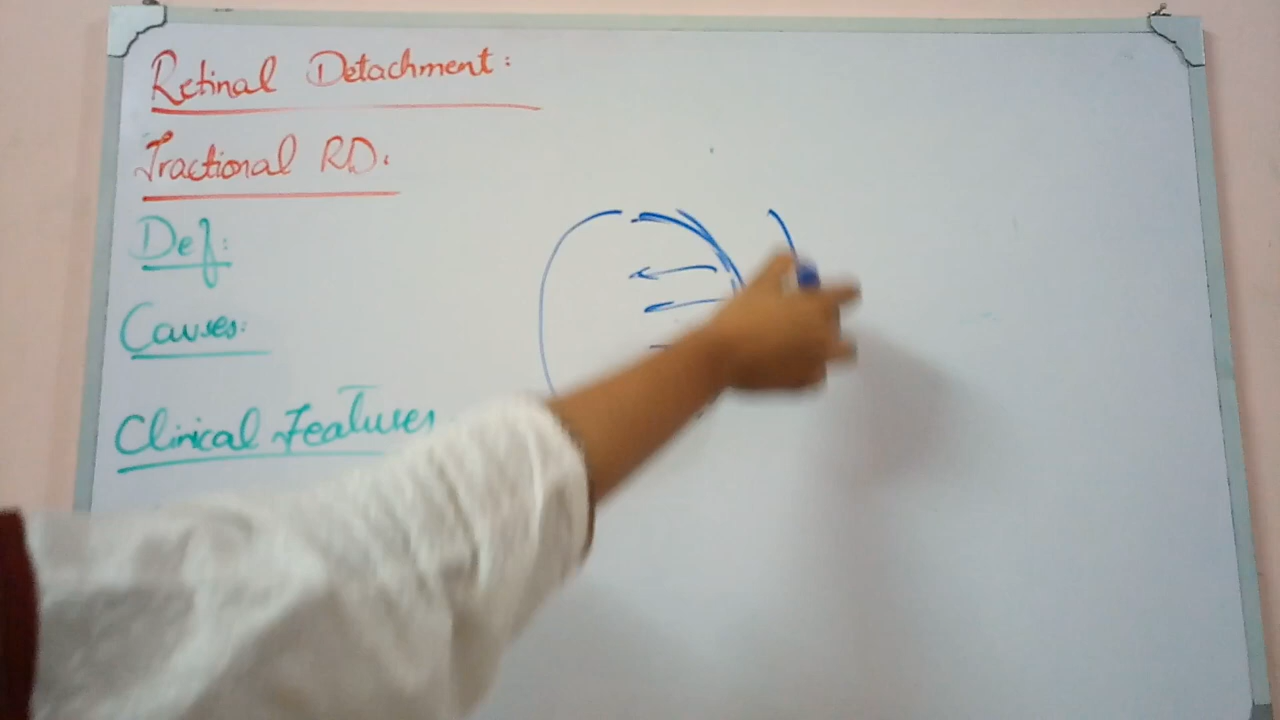 Retinal Detachment:
Tractional RD:
Def:
Causes:
Clinical Features